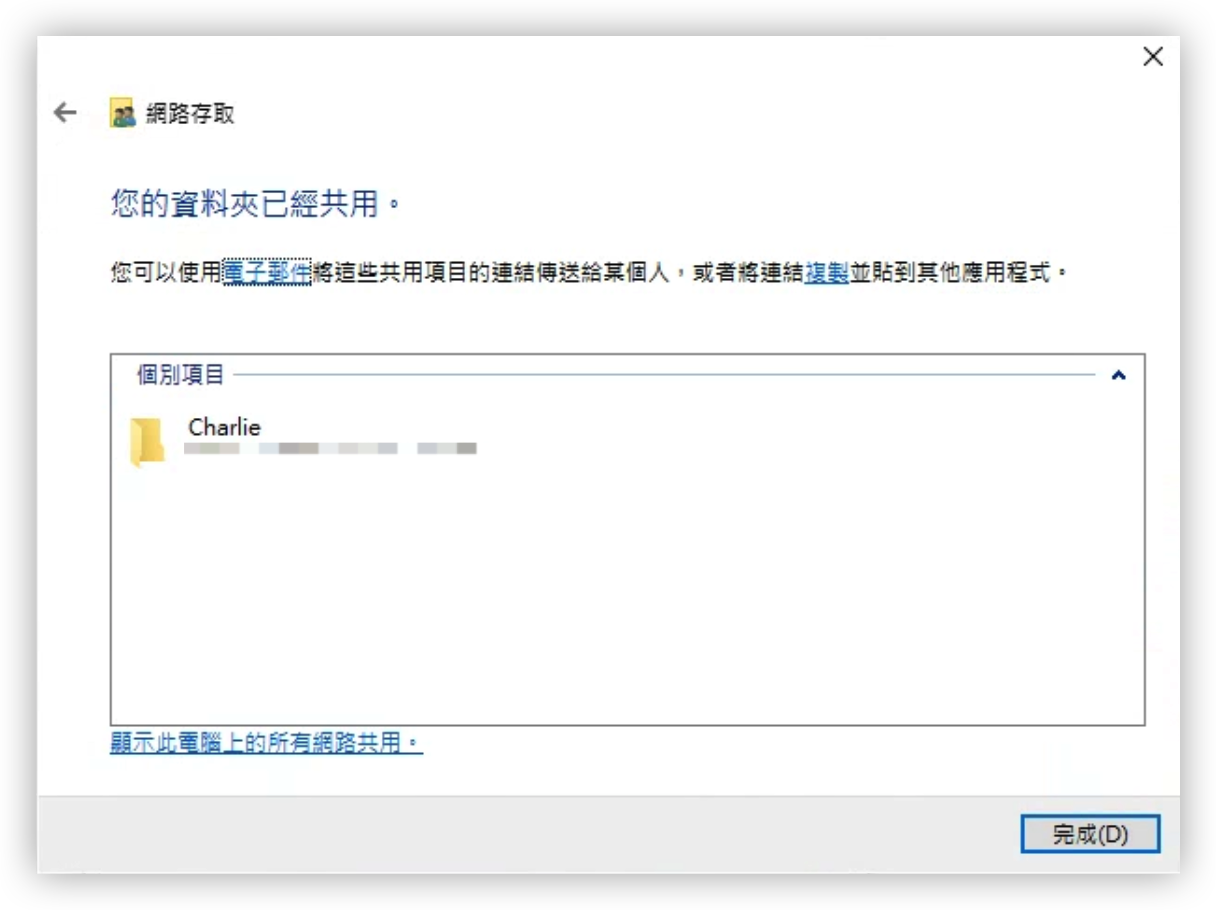 網路存取
您的資料夾已經共用。
您可以使用電子郵件將這些共用項目的連結傳送給某個人，或者將連結複製並貼到其他應用程式。
個別項目
Charlie
顯示此電腦上的所有網路共用。
完成(D)